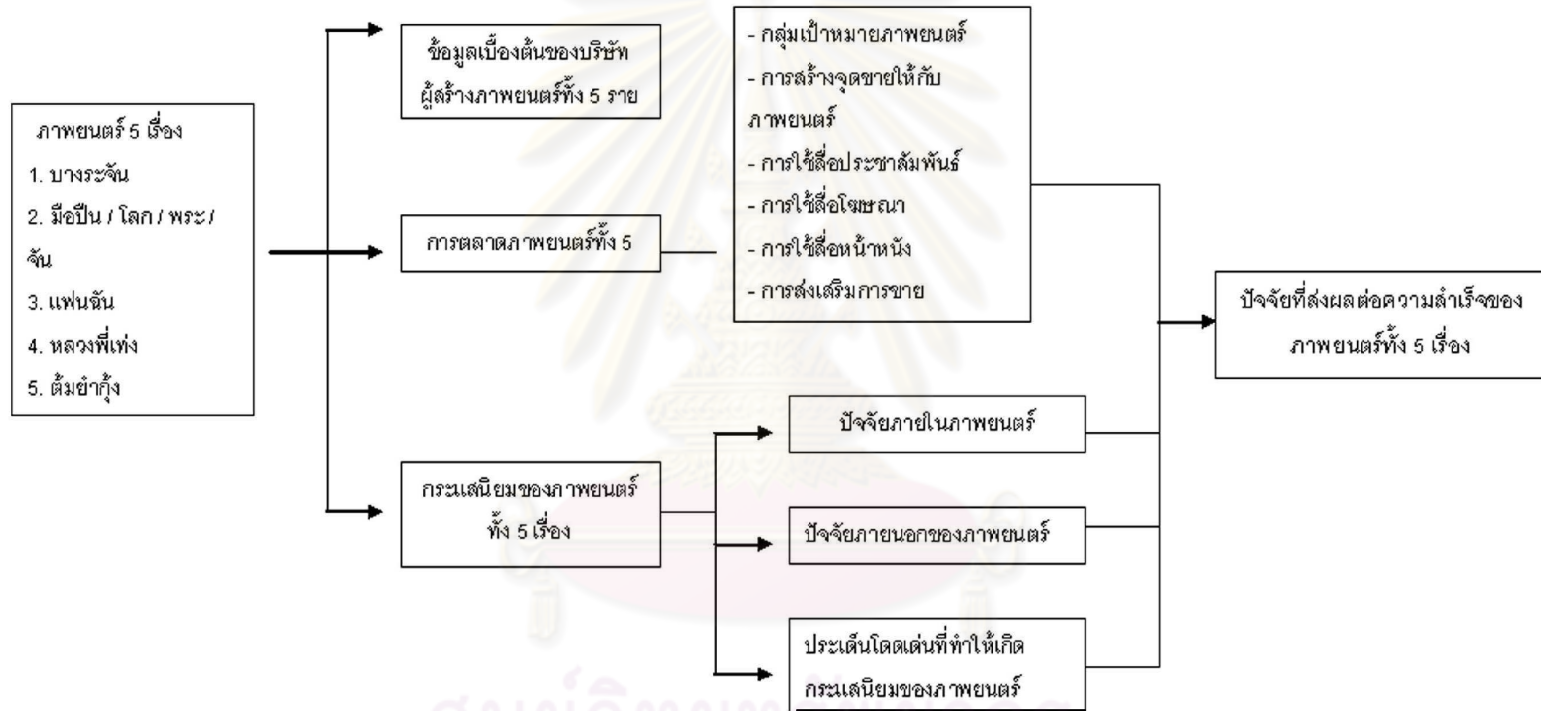 ภาพยนตร์ 5 เรื่อง
1. บางระจัน
2. มือปืน / โลก / พระ /
จัน
3. แฟนฉัน
4. หลวงพี่เท่ง
5. ต้มยำกุ้ง
ข้อมูลเบื้องต้นของบริษัท
ผู้สร้างภาพยนตร์ทั้ง 5 ราย
การตลาดภาพยนตร์ทั้ง 5
กระแสนิยมของภาพยนตร์
ทั้ง 5 เรื่อง
- กลุ่มเป้าหมายภาพยนตร์
- การสร้างจุดขายให้กับ
ภาพยนตร์
- การใช้สื่อประชาสัมพันธ์
- การใช้สื่อโฆษณา
- การใช้สื่อหน้าหนัง
- การส่งเสริมการขาย
ปัจจัยภายในภาพยนตร์
ปัจจัยภายนอกของภาพยนตร์
ประเด็นโดดเด่นที่ทำให้เกิด
กระแสนิยมของภาพยนตร์
ปัจจัยที่ส่งผลต่อความสำเร็จของ
ภาพยนตร์ทั้ง 5 เรื่อง